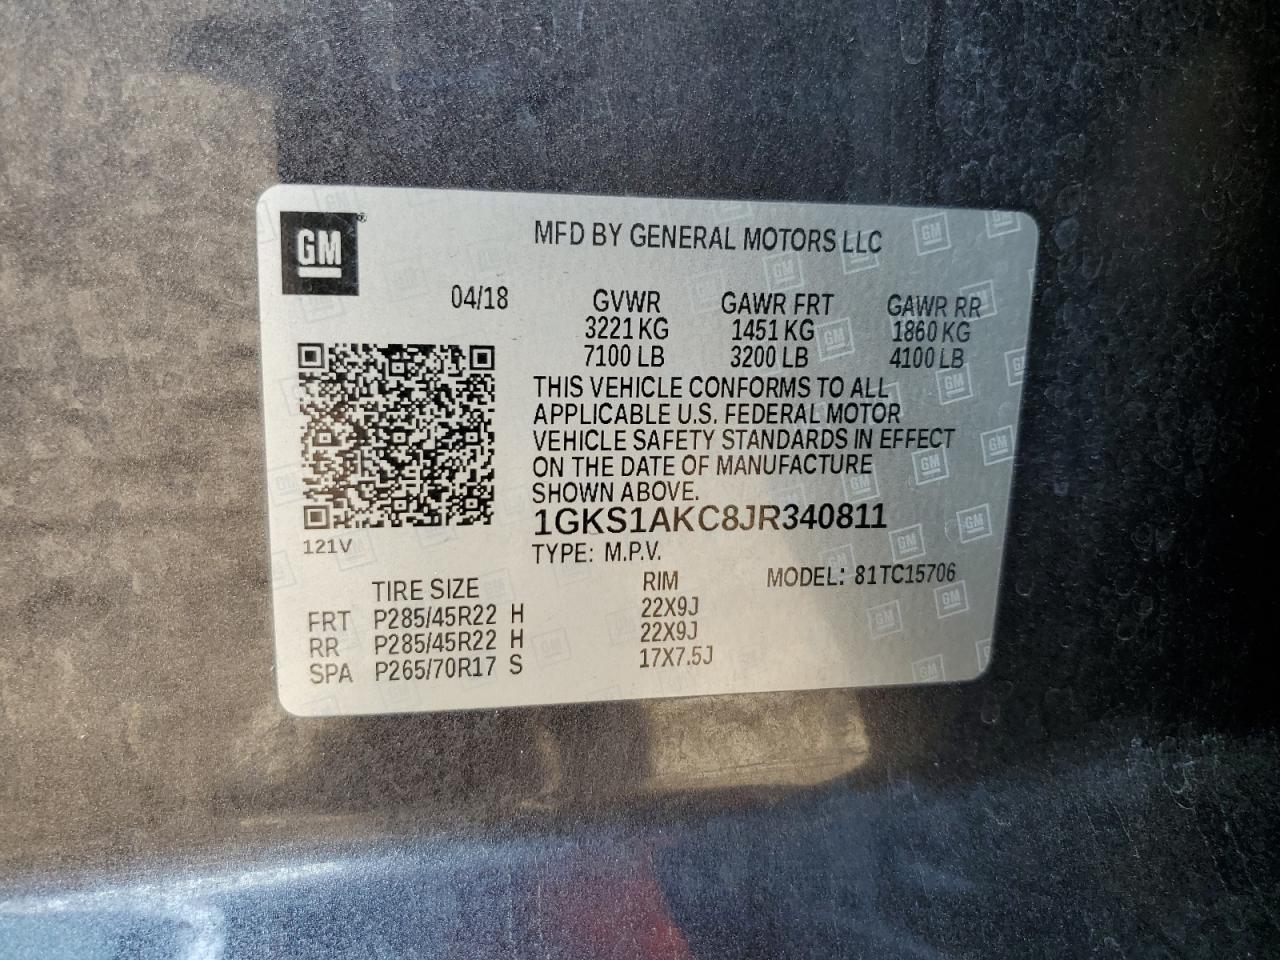 GM
MFD BY GENERAL MOTORS LLC
04/18 GVWR GAWR FRT GAWR RR
3221 KG 1451 KG 1860 KG
7100 LB 3200 LB 4100 LB
THIS VEHICLE CONFORMS TO ALL
APPLICABLE U.S. FEDERAL MOTOR
VEHICLE SAFETY STANDARDS IN EFFECT
ON THE DATE OF MANUFACTURE
SHOWN ABOVE.
1GKS1AKC8JR340811
121V
TYPE: M.P.V. MODEL: 81TC15706
TIRE SIZE RIM
FRT P285/45R22 H 22X9J
RR P285/45R22 H 22X9J
SPA P265/70R17 S 17X7.5J